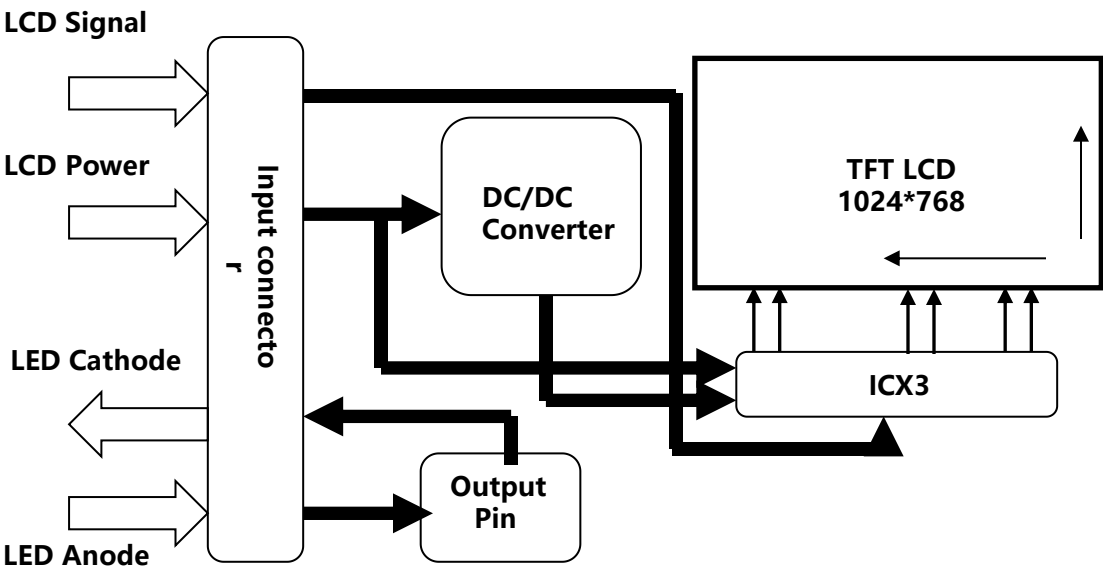 LCD Signal
LCD Power
LED Cathode
LED Anode
Input connecto
r
DC/DC
Converter
Output
Pin
TFT LCD
1024*768
ICX3